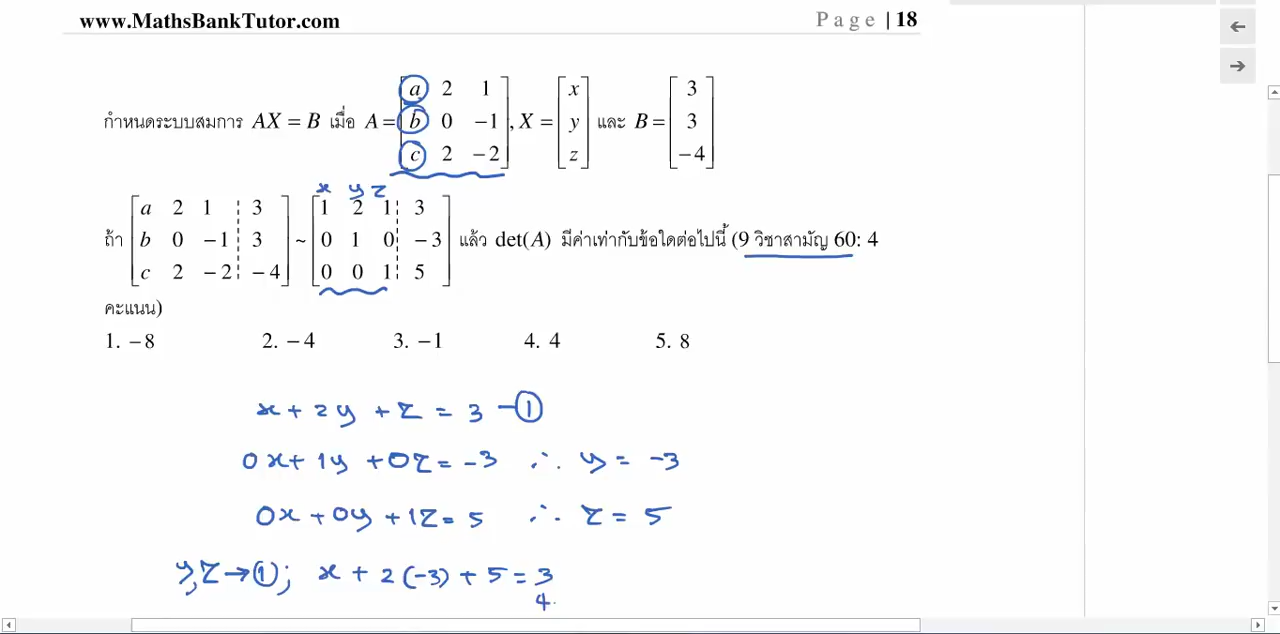 www.MathsBankTutor.com Page | 18
กำหนดระบบสมการ AX = B เมื่อ A = [a 2 1; b 0 −1; c 2 −2], X = [x; y; z] และ B = [3; 3; −4]
x y z
ถ้า [a 2 1 ¦ 3; b 0 −1 ¦ 3; c 2 −2 ¦ −4] ~ [1 2 1 ¦ 3; 0 1 0 ¦ −3; 0 0 1 ¦ 5] แล้ว det(A) มีค่าเท่ากับข้อใดต่อไปนี้ (9 วิชาสามัญ 60: 4
คะแนน)
1. −8 2. −4 3. −1 4. 4 5. 8
x + 2y + z = 3 —①
0x + 1y + 0z = −3 ∴ y = −3
0x + 0y + 1z = 5 ∴ z = 5
y, z → ①; x + 2(−3) + 5 = 3
4